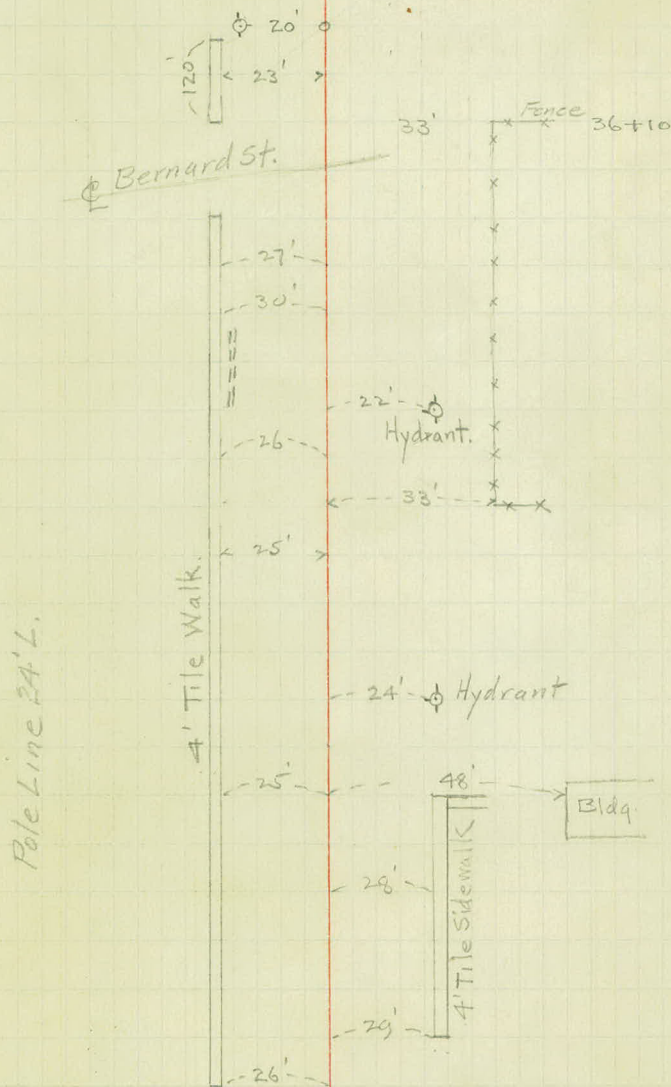 20'
120'
23'
33'
Fence
36+10
℄ Bernard St.
27'
30'
22'
Hydrant.
26
33'
25'
4' Tile Walk.
Pole Line 24' L.
24'
Hydrant
25'
48'
Bldg.
28'
4' Tile Sidewalk
29'
26'